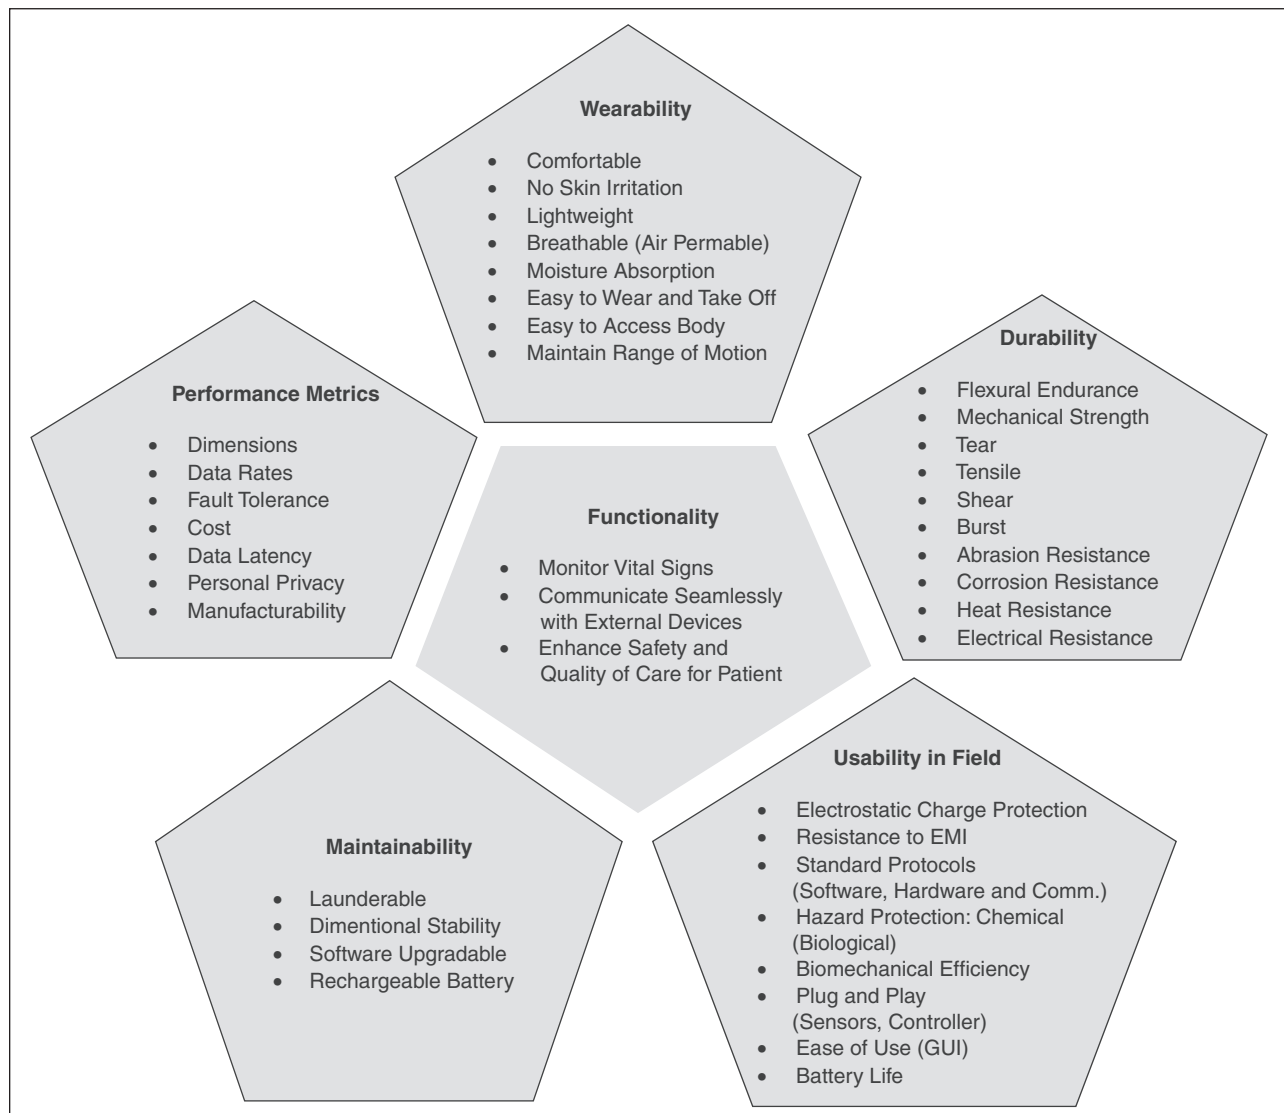 Wearability
• Comfortable
• No Skin Irritation
• Lightweight
• Breathable (Air Permable)
• Moisture Absorption
• Easy to Wear and Take Off
• Easy to Access Body
• Maintain Range of Motion
Performance Metrics
• Dimensions
• Data Rates
• Fault Tolerance
• Cost
• Data Latency
• Personal Privacy
• Manufacturability
Durability
• Flexural Endurance
• Mechanical Strength
• Tear
• Tensile
• Shear
• Burst
• Abrasion Resistance
• Corrosion Resistance
• Heat Resistance
• Electrical Resistance
Functionality
• Monitor Vital Signs
• Communicate Seamlessly
with External Devices
• Enhance Safety and
Quality of Care for Patient
Maintainability
• Launderable
• Dimentional Stability
• Software Upgradable
• Rechargeable Battery
Usability in Field
• Electrostatic Charge Protection
• Resistance to EMI
• Standard Protocols
(Software, Hardware and Comm.)
• Hazard Protection: Chemical
(Biological)
• Biomechanical Efficiency
• Plug and Play
(Sensors, Controller)
• Ease of Use (GUI)
• Battery Life